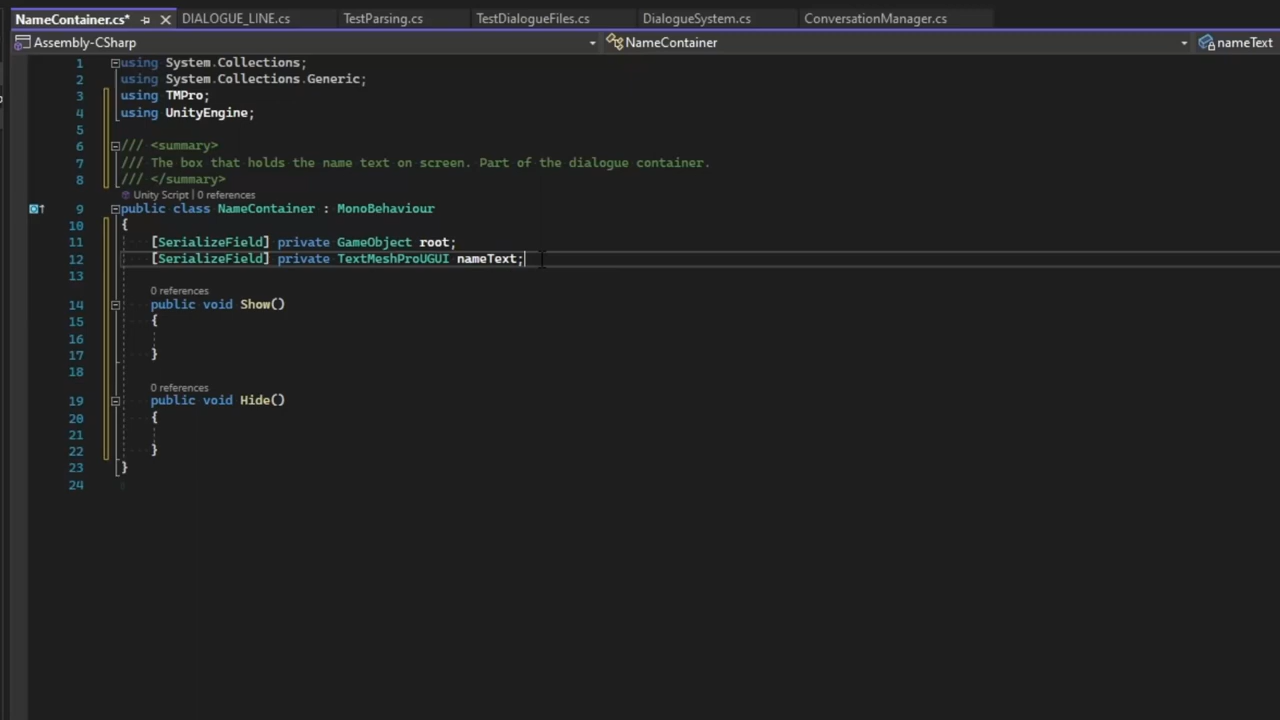 NameContainer.cs* DIALOGUE_LINE.cs TestParsing.cs TestDialogueFiles.cs DialogueSystem.cs ConversationManager.cs
Assembly-CSharp NameContainer nameText
1 using System.Collections;
2 using System.Collections.Generic;
3 using TMPro;
4 using UnityEngine;
5
6 /// <summary>
7 /// The box that holds the name text on screen. Part of the dialogue container.
8 /// </summary>
Unity Script | 0 references
9 public class NameContainer : MonoBehaviour
10 {
11 [SerializeField] private GameObject root;
12 [SerializeField] private TextMeshProUGUI nameText;
13
0 references
14 public void Show()
15 {
16
17 }
18
0 references
19 public void Hide()
20 {
21
22 }
23 }
24